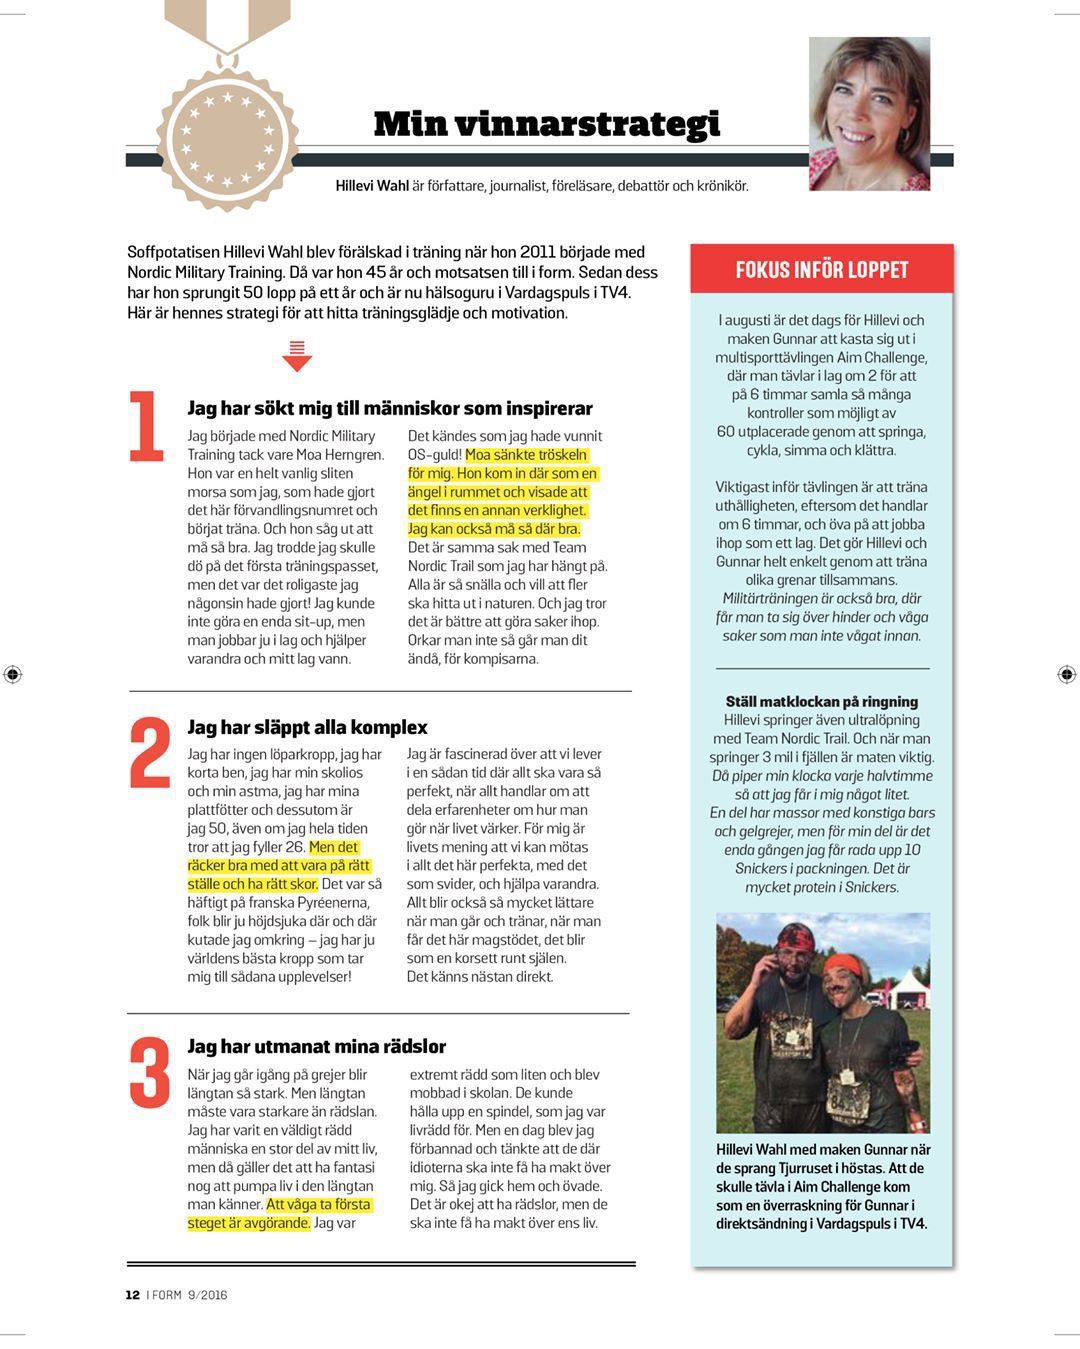 Min vinnarstrategi
Hillevi Wahl är författare, journalist, föreläsare, debattör och krönikör.
Soffpotatisen Hillevi Wahl blev förälskad i träning när hon 2011 började med
Nordic Military Training. Då var hon 45 år och motsatsen till i form. Sedan dess
har hon sprungit 50 lopp på ett år och är nu hälsoguru i Vardagspuls i TV4.
Här är hennes strategi för att hitta träningsglädje och motivation.
1
Jag har sökt mig till människor som inspirerar
Jag började med Nordic Military
Training tack vare Moa Herngren.
Hon var en helt vanlig sliten
morsa som jag, som hade gjort
det här förvandlingsnumret och
börjat träna. Och hon såg ut att
må så bra. Jag trodde jag skulle
dö på det första träningspasset,
men det var det roligaste jag
någonsin hade gjort! Jag kunde
inte göra en enda sit-up, men
man jobbar ju i lag och hjälper
varandra och mitt lag vann.
Det kändes som jag hade vunnit
OS-guld! Moa sänkte tröskeln
för mig. Hon kom in där som en
ängel i rummet och visade att
det finns en annan verklighet.
Jag kan också må så där bra.
Det är samma sak med Team
Nordic Trail som jag har hängt på.
Alla är så snälla och vill att fler
ska hitta ut i naturen. Och jag tror
det är bättre att göra saker ihop.
Orkar man inte så går man dit
ändå, för kompisarna.
2
Jag har släppt alla komplex
Jag har ingen löparkropp, jag har
korta ben, jag har min skolios
och min astma, jag har mina
plattfötter och dessutom är
jag 50, även om jag hela tiden
tror att jag fyller 26. Men det
räcker bra med att vara på rätt
ställe och ha rätt skor. Det var så
häftigt på franska Pyréenerna,
folk blir ju höjdsjuka där och där
kutade jag omkring – jag har ju
världens bästa kropp som tar
mig till sådana upplevelser!
Jag är fascinerad över att vi lever
i en sådan tid där allt ska vara så
perfekt, när allt handlar om att
dela erfarenheter om hur man
gör när livet värker. För mig är
livets mening att vi kan mötas
i allt det här perfekta, med det
som svider, och hjälpa varandra.
Allt blir också så mycket lättare
när man går och tränar, när man
får det här magstödet, det blir
som en korsett runt själen.
Det känns nästan direkt.
3
Jag har utmanat mina rädslor
När jag går igång på grejer blir
längtan så stark. Men längtan
måste vara starkare än rädslan.
Jag har varit en väldigt rädd
människa en stor del av mitt liv,
men då gäller det att ha fantasi
nog att pumpa liv i den längtan
man känner. Att våga ta första
steget är avgörande. Jag var
extremt rädd som liten och blev
mobbad i skolan. De kunde
hålla upp en spindel, som jag var
livrädd för. Men en dag blev jag
förbannad och tänkte att de där
idioterna ska inte få ha makt över
mig. Så jag gick hem och övade.
Det är okej att ha rädslor, men de
ska inte få ha makt över ens liv.
FOKUS INFÖR LOPPET
I augusti är det dags för Hillevi och
maken Gunnar att kasta sig ut i
multisporttävlingen Aim Challenge,
där man tävlar i lag om 2 för att
på 6 timmar samla så många
kontroller som möjligt av
60 utplacerade genom att springa,
cykla, simma och klättra.
Viktigast inför tävlingen är att träna
uthålligheten, eftersom det handlar
om 6 timmar, och öva på att jobba
ihop som ett lag. Det gör Hillevi och
Gunnar helt enkelt genom att träna
olika grenar tillsammans.
Militärträningen är också bra, där
får man ta sig över hinder och våga
saker som man inte vågat innan.
Ställ matklockan på ringning
Hillevi springer även ultralöpning
med Team Nordic Trail. Och när man
springer 3 mil i fjällen är maten viktig.
Då piper min klocka varje halvtimme
så att jag får i mig något litet.
En del har massor med konstiga bars
och gelgrejer, men för min del är det
enda gången jag får rada upp 10
Snickers i packningen. Det är
mycket protein i Snickers.
Hillevi Wahl med maken Gunnar när
de sprang Tjurruset i höstas. Att de
skulle tävla i Aim Challenge kom
som en överraskning för Gunnar i
direktsändning i Vardagspuls i TV4.
12 I FORM 9/2016